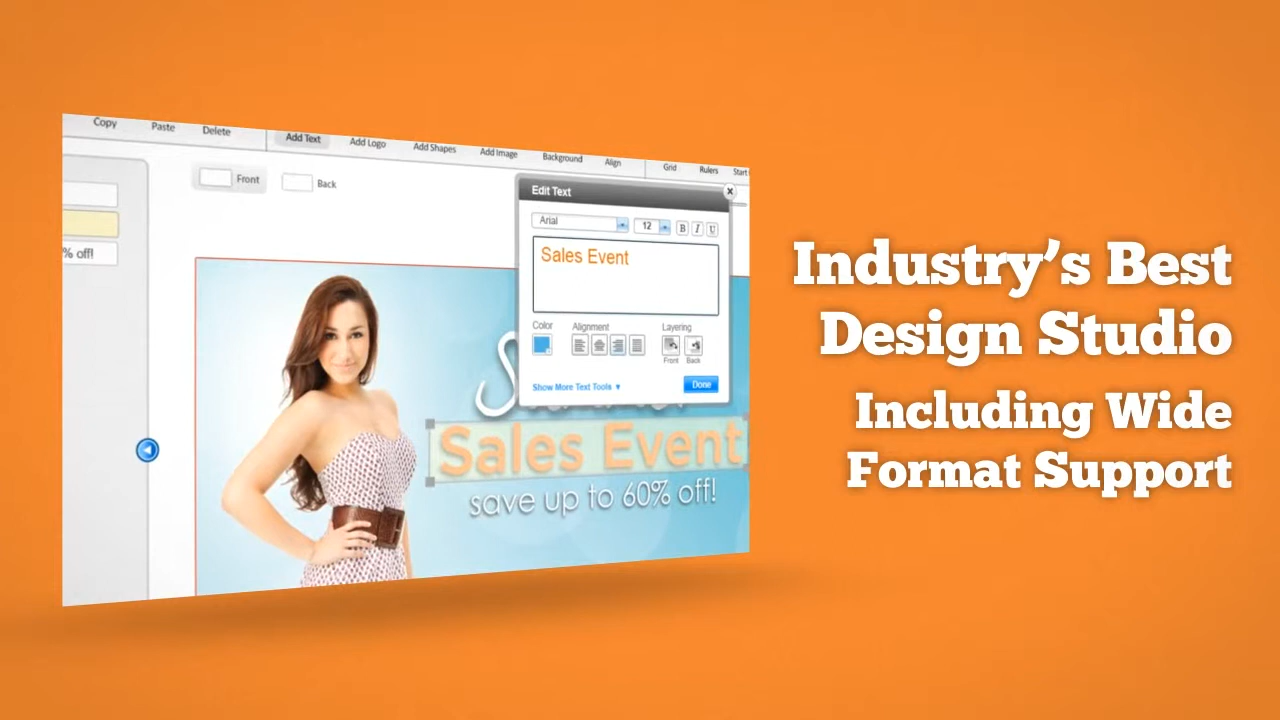 Copy Paste Delete Add Text Add Logo Add Shapes Add Image Background Align Grid Rulers Start
Front Back
Edit Text
Arial 12 B I U
% off!
Sales Event
Color Alignment Layering
Front Back
Show More Text Tools Done
Sales Event
save up to 60% off!
Industry's Best
Design Studio
Including Wide
Format Support